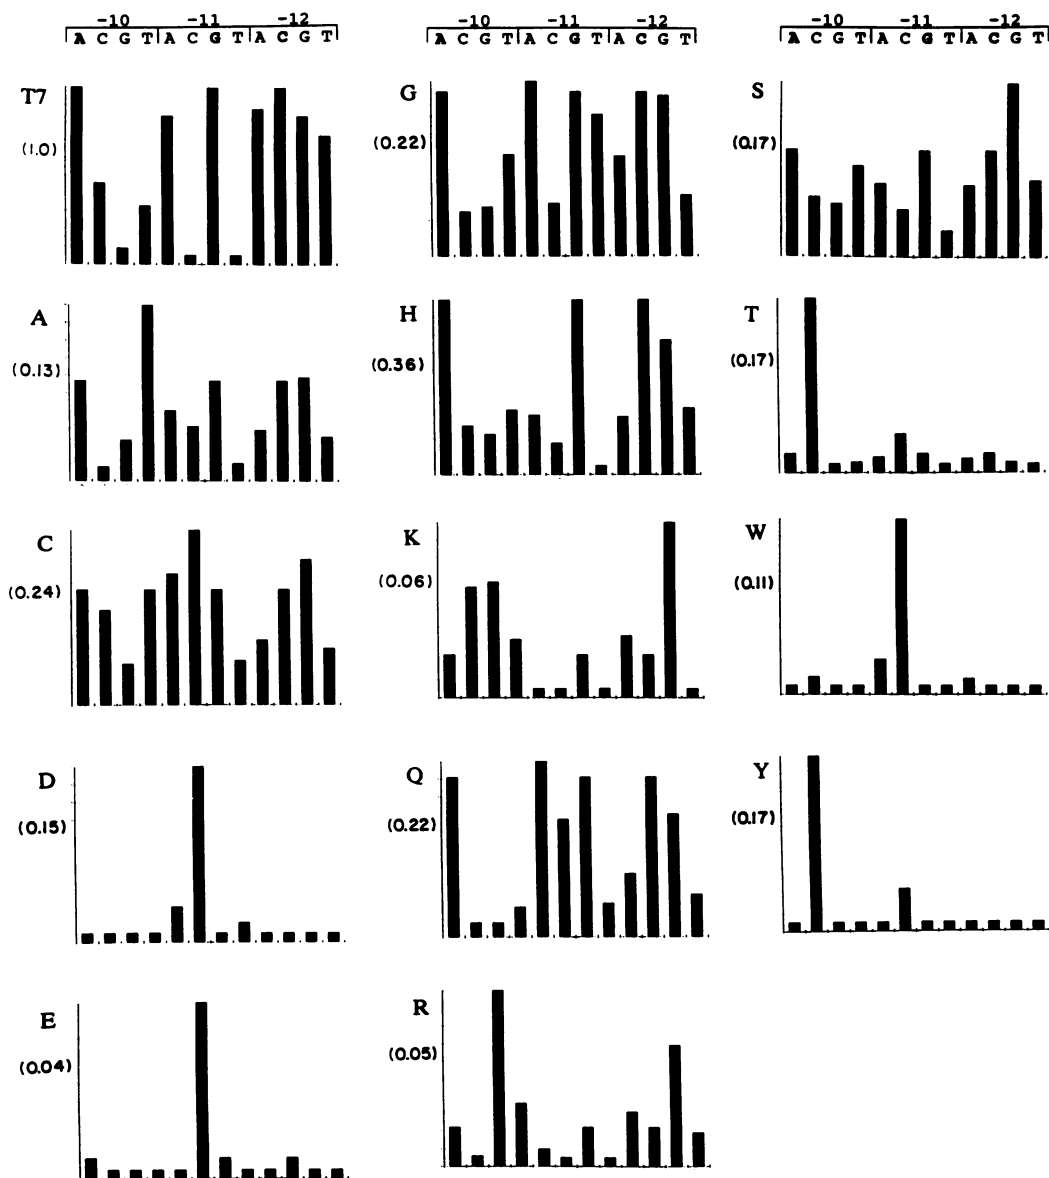 -10 -11 -12
A C G T A C G T A C G T
-10 -11 -12
A C G T A C G T A C G T
-10 -11 -12
A C G T A C G T A C G T
T7
(1.0)
G
(0.22)
S
(0.17)
A
(0.13)
H
(0.36)
T
(0.17)
C
(0.24)
K
(0.06)
W
(0.11)
D
(0.15)
Q
(0.22)
Y
(0.17)
E
(0.04)
R
(0.05)